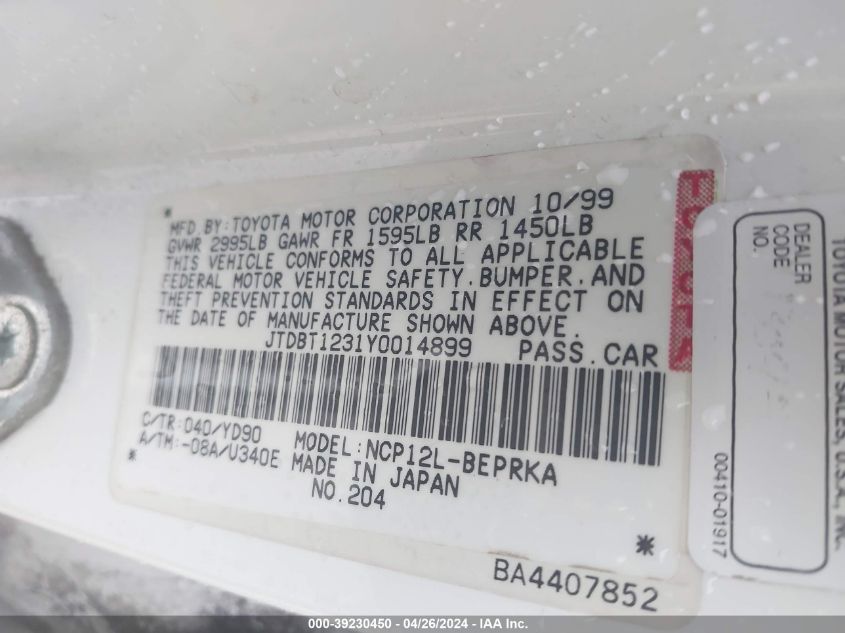 MFD. BY: TOYOTA MOTOR CORPORATION 10/99
GVWR 2995LB GAWR FR 1595LB RR 1450LB
THIS VEHICLE CONFORMS TO ALL APPLICABLE
FEDERAL MOTOR VEHICLE SAFETY, BUMPER, AND
THEFT PREVENTION STANDARDS IN EFFECT ON
THE DATE OF MANUFACTURE SHOWN ABOVE.
JTDBT1231Y0014899 PASS. CAR
C/TR: 040/YD90
A/TM: -08A/U340E
MODEL: NCP12L-BEPRKA
MADE IN JAPAN
NO. 204
BA4407852
TOYOTA
DEALER
CODE
NO.
TOYOTA MOTOR SALES, U.S.A., INC.
00410-01917
000-39230450 - 04/26/2024 - IAA Inc.